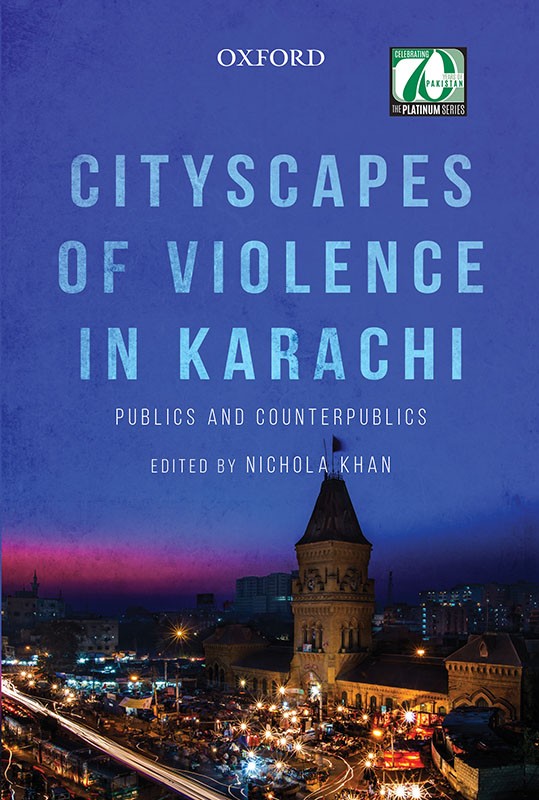 OXFORD
CELEBRATING
70
YEARS OF
PAKISTAN
THE PLATINUM SERIES
CITYSCAPES
OF VIOLENCE
IN KARACHI
PUBLICS AND COUNTERPUBLICS
EDITED BY NICHOLA KHAN